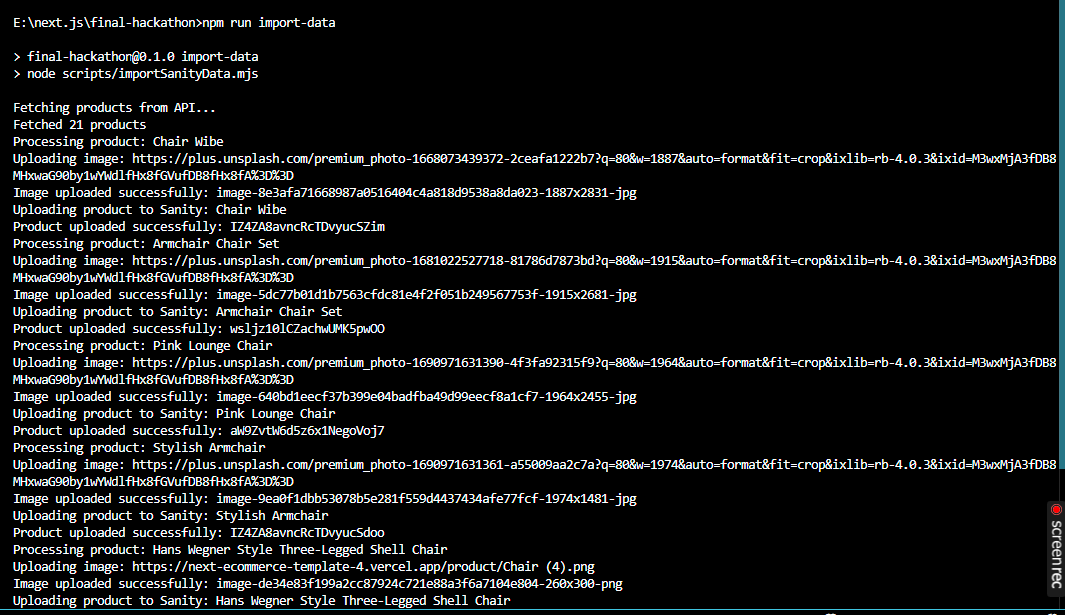 E:\next.js\final-hackathon>npm run import-data
> final-hackathon@0.1.0 import-data
> node scripts/importSanityData.mjs
Fetching products from API...
Fetched 21 products
Processing product: Chair Wibe
Uploading image: https://plus.unsplash.com/premium_photo-1668073439372-2ceafa1222b7?q=80&w=1887&auto=format&fit=crop&ixlib=rb-4.0.3&ixid=M3wxMjA3fDB8
MHxwaG90by1wYWdlfHx8fGVufDB8fHx8fA%3D%3D
Image uploaded successfully: image-8e3afa71668987a0516404c4a818d9538a8da023-1887x2831-jpg
Uploading product to Sanity: Chair Wibe
Product uploaded successfully: IZ4ZA8avncRcTDvyucSZim
Processing product: Armchair Chair Set
Uploading image: https://plus.unsplash.com/premium_photo-1681022527718-81786d7873bd?q=80&w=1915&auto=format&fit=crop&ixlib=rb-4.0.3&ixid=M3wxMjA3fDB8
MHxwaG90by1wYWdlfHx8fGVufDB8fHx8fA%3D%3D
Image uploaded successfully: image-5dc77b01d1b7563cfdc81e4f2f051b249567753f-1915x2681-jpg
Uploading product to Sanity: Armchair Chair Set
Product uploaded successfully: wsljz10lCZachwUMK5pwOO
Processing product: Pink Lounge Chair
Uploading image: https://plus.unsplash.com/premium_photo-1690971631390-4f3fa92315f9?q=80&w=1964&auto=format&fit=crop&ixlib=rb-4.0.3&ixid=M3wxMjA3fDB8
MHxwaG90by1wYWdlfHx8fGVufDB8fHx8fA%3D%3D
Image uploaded successfully: image-640bd1eecf37b399e04badfba49d99eecf8a1cf7-1964x2455-jpg
Uploading product to Sanity: Pink Lounge Chair
Product uploaded successfully: aW9ZvtW6d5z6x1NegoVoj7
Processing product: Stylish Armchair
Uploading image: https://plus.unsplash.com/premium_photo-1690971631361-a55009aa2c7a?q=80&w=1974&auto=format&fit=crop&ixlib=rb-4.0.3&ixid=M3wxMjA3fDB8
MHxwaG90by1wYWdlfHx8fGVufDB8fHx8fA%3D%3D
Image uploaded successfully: image-9ea0f1dbb53078b5e281f559d4437434afe77fcf-1974x1481-jpg
Uploading product to Sanity: Stylish Armchair
Product uploaded successfully: IZ4ZA8avncRcTDvyucSdoo
Processing product: Hans Wegner Style Three-Legged Shell Chair
Uploading image: https://next-ecommerce-template-4.vercel.app/product/Chair (4).png
Image uploaded successfully: image-de34e83f199a2cc87924c721e88a3f6a7104e804-260x300-png
Uploading product to Sanity: Hans Wegner Style Three-Legged Shell Chair
screenrec